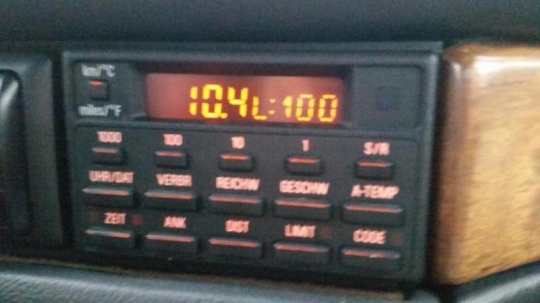 km/°C
10.4L:100
miles/°F
1000 100 10 1 S/R
UHR/DAT VERBR REICHW GESCHW A-TEMP
ZEIT ANK DIST LIMIT CODE